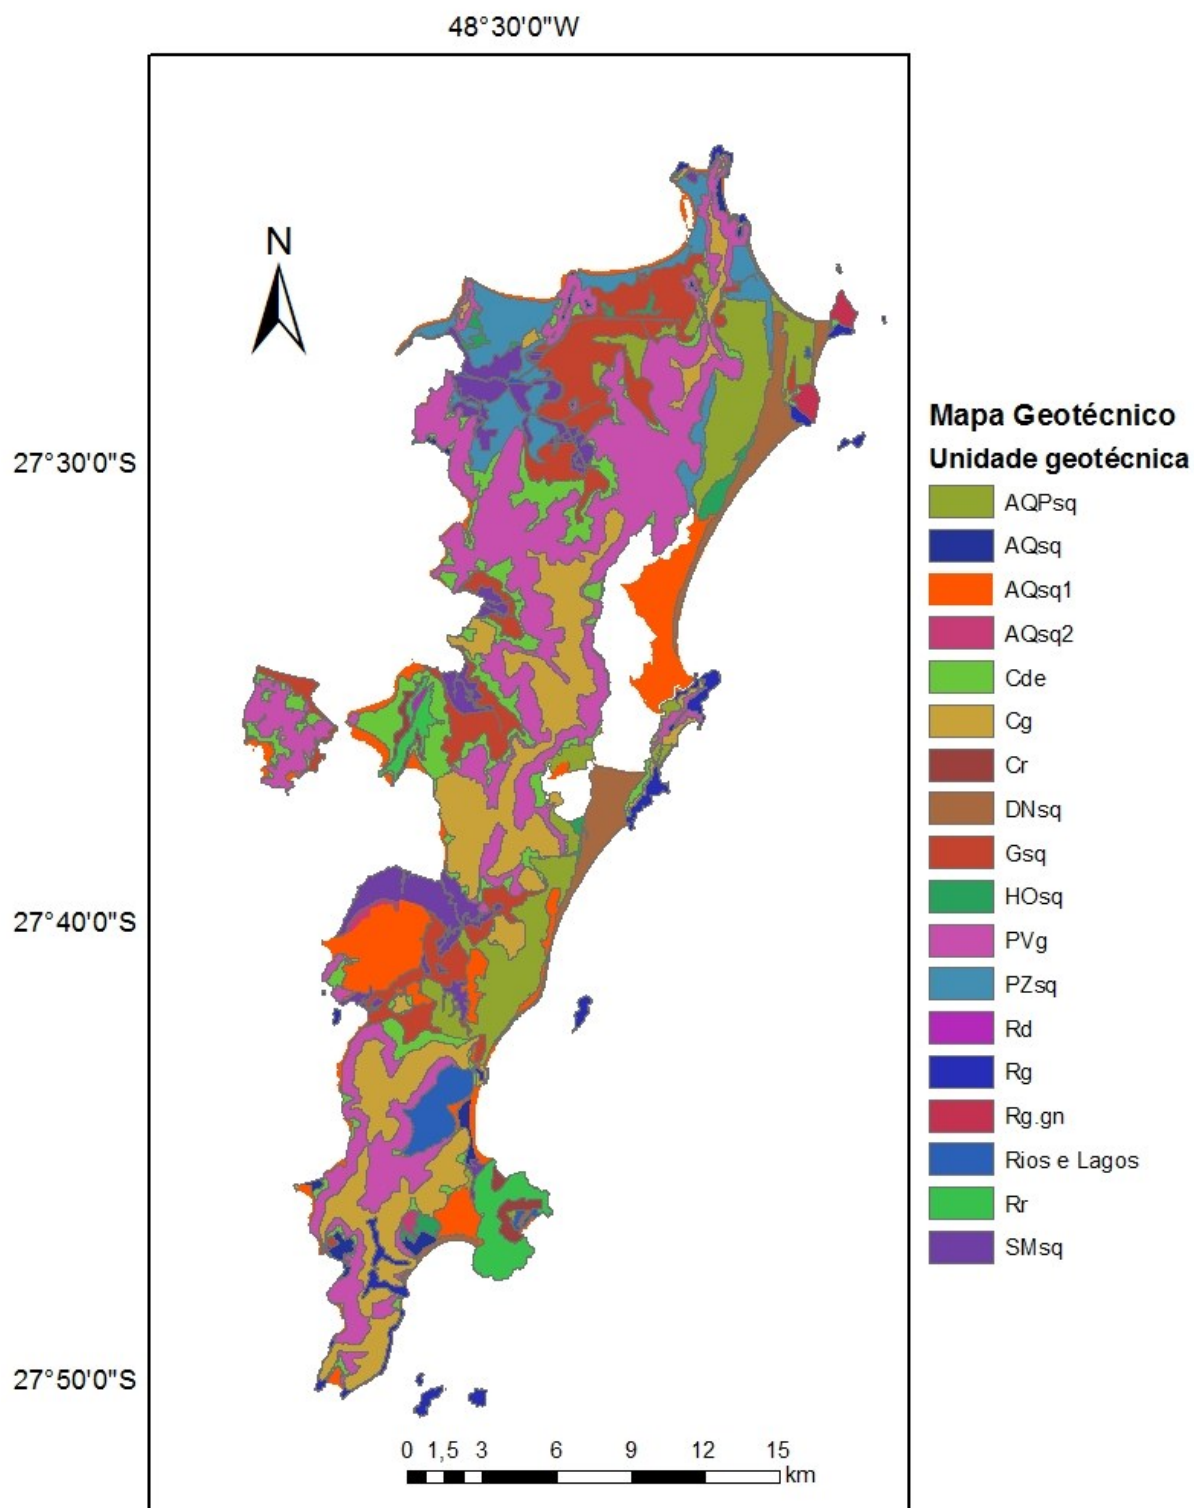 48°30'0"W
N
27°30'0"S
27°40'0"S
27°50'0"S
0 1,5 3 6 9 12 15
km
Mapa Geotécnico
Unidade geotécnica
AQPsq
AQsq
AQsq1
AQsq2
Cde
Cg
Cr
DNsq
Gsq
HOsq
PVg
PZsq
Rd
Rg
Rg.gn
Rios e Lagos
Rr
SMsq